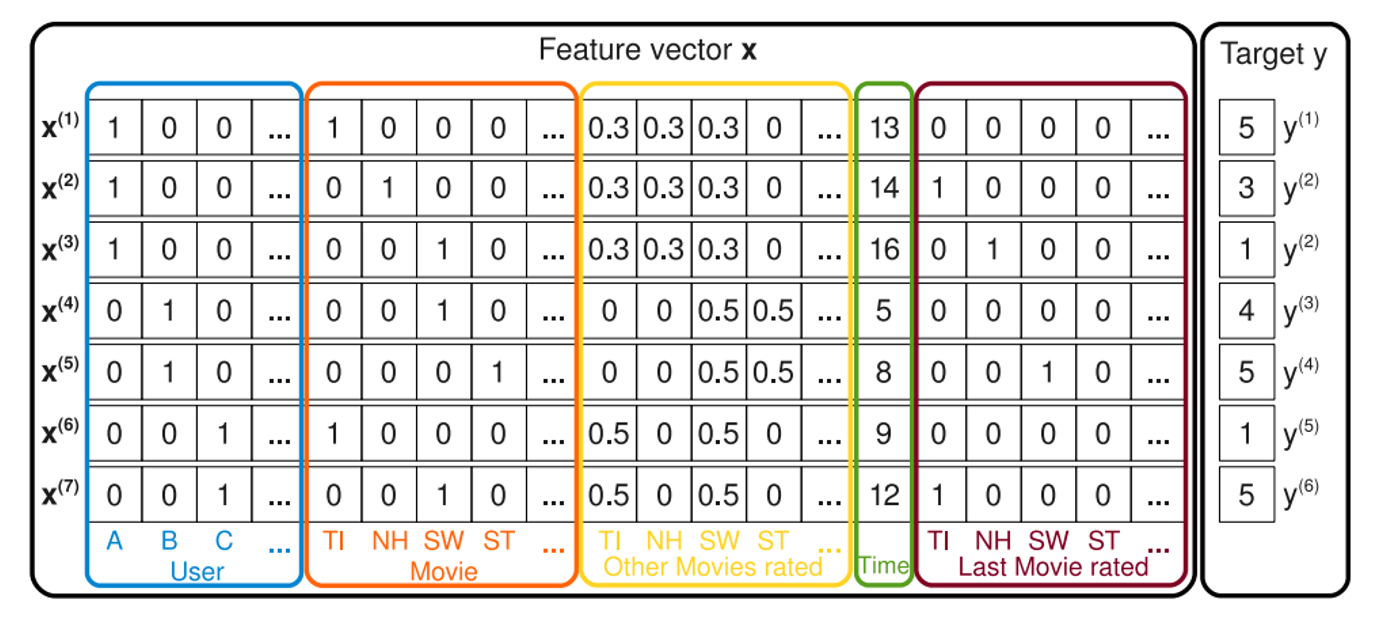 Feature vector x Target y
x(1) 1 0 0 ... 1 0 0 0 ... 0.3 0.3 0.3 0 ... 13 0 0 0 0 ... 5 y(1)
x(2) 1 0 0 ... 0 1 0 0 ... 0.3 0.3 0.3 0 ... 14 1 0 0 0 ... 3 y(2)
x(3) 1 0 0 ... 0 0 1 0 ... 0.3 0.3 0.3 0 ... 16 0 1 0 0 ... 1 y(2)
x(4) 0 1 0 ... 0 0 1 0 ... 0 0 0.5 0.5 ... 5 0 0 0 0 ... 4 y(3)
x(5) 0 1 0 ... 0 0 0 1 ... 0 0 0.5 0.5 ... 8 0 0 1 0 ... 5 y(4)
x(6) 0 0 1 ... 1 0 0 0 ... 0.5 0 0.5 0 ... 9 0 0 0 0 ... 1 y(5)
x(7) 0 0 1 ... 0 0 1 0 ... 0.5 0 0.5 0 ... 12 1 0 0 0 ... 5 y(6)
A B C ... TI NH SW ST ... TI NH SW ST ... TI NH SW ST ...
User Movie Other Movies rated Time Last Movie rated